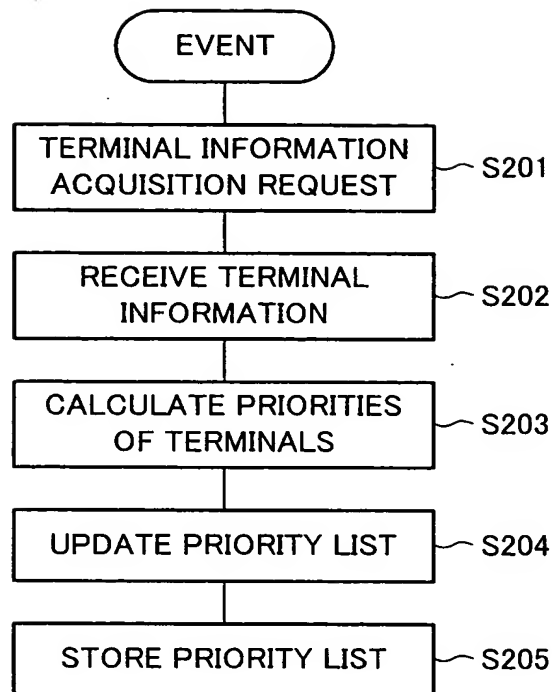 EVENT
TERMINAL INFORMATION
ACQUISITION REQUEST
S201
RECEIVE TERMINAL
INFORMATION
S202
CALCULATE PRIORITIES
OF TERMINALS
S203
UPDATE PRIORITY LIST
S204
STORE PRIORITY LIST
S205